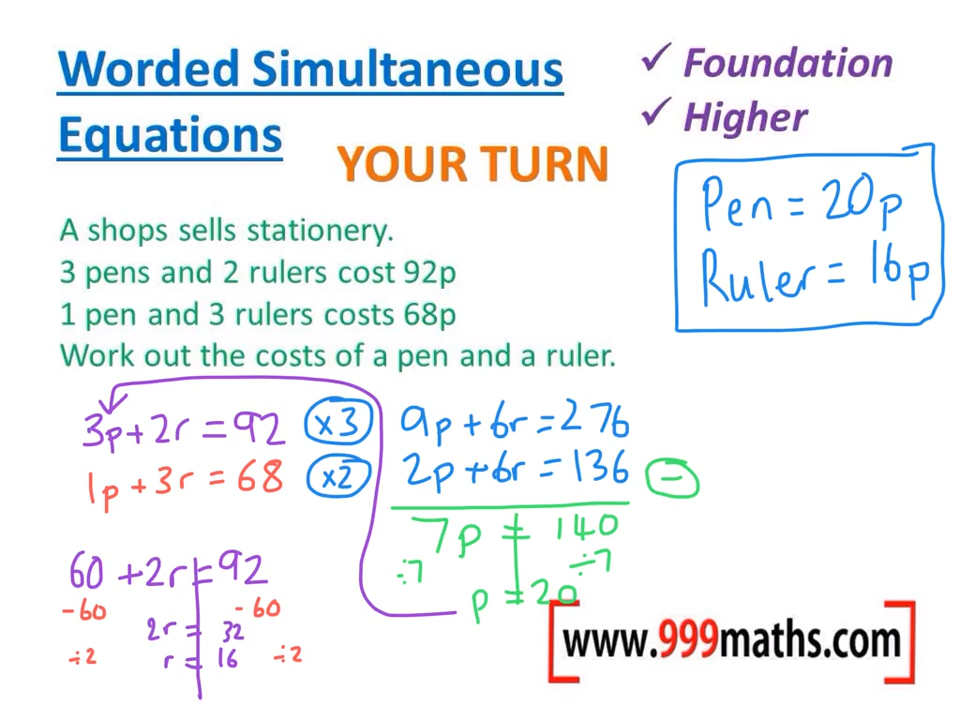 Worded Simultaneous
Equations
✓ Foundation
✓ Higher
YOUR TURN
Pen = 20p
Ruler = 16p
A shops sells stationery.
3 pens and 2 rulers cost 92p
1 pen and 3 rulers costs 68p
Work out the costs of a pen and a ruler.
3p + 2r = 92 ×3
1p + 3r = 68 ×2
9p + 6r = 276
2p + 6r = 136 −
7p = 140
÷7 ÷7
p = 20
60 + 2r = 92
-60 -60
2r = 32
÷2 r = 16 ÷2
www.999maths.com